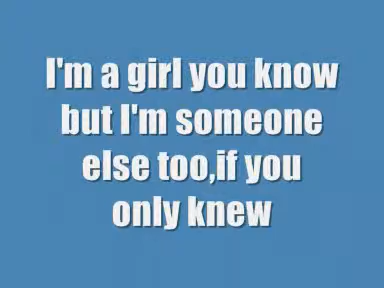 I'm a girl you know
but I'm someone
else too,if you
only knew